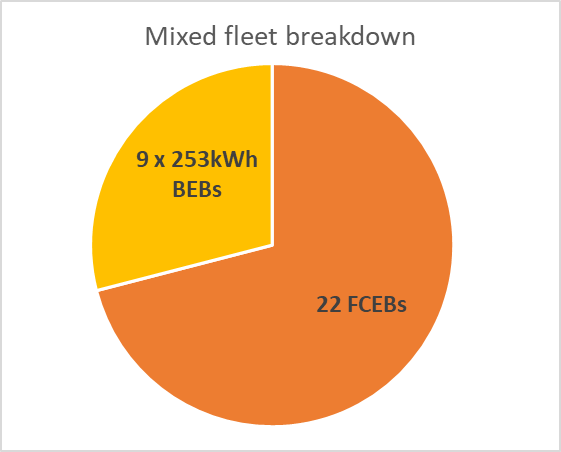 Mixed fleet breakdown
9 x 253kWh
BEBs
22 FCEBs